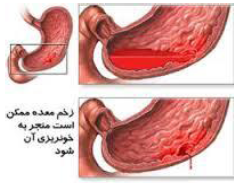 زخم معده ممکن
است منجر به
خونریزی آن
شود